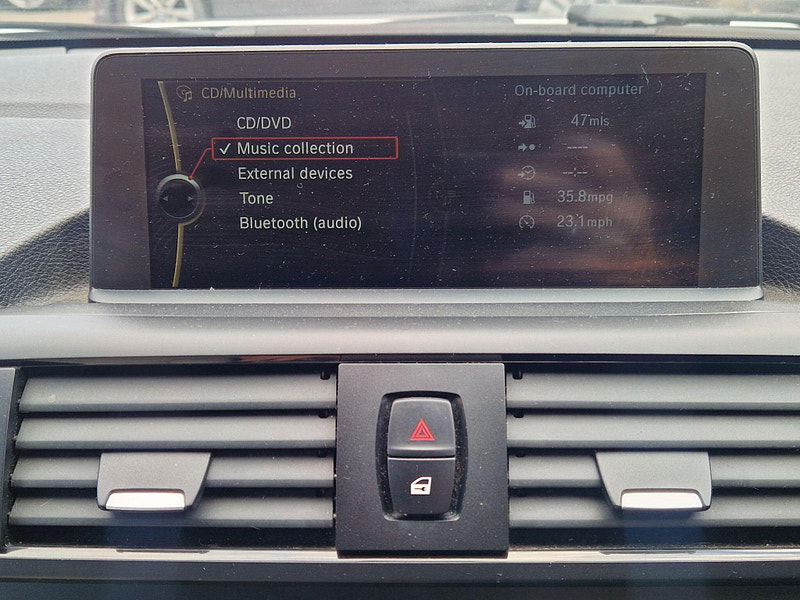 CD/Multimedia
CD/DVD
Music collection
External devices
Tone
Bluetooth (audio)
On-board computer
47mls
----
--:--
35.8mpg
23.1mph